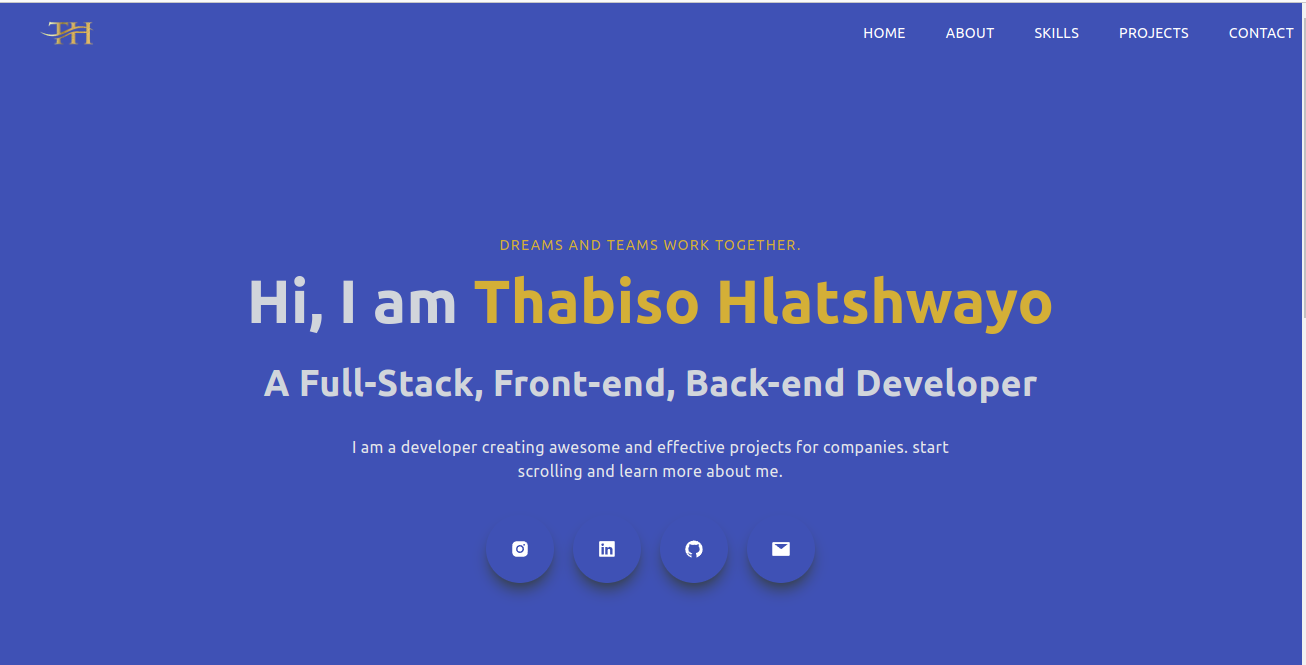 TH
HOME ABOUT SKILLS PROJECTS CONTACT
DREAMS AND TEAMS WORK TOGETHER.
Hi, I am Thabiso Hlatshwayo
A Full-Stack, Front-end, Back-end Developer
I am a developer creating awesome and effective projects for companies. start
scrolling and learn more about me.
in